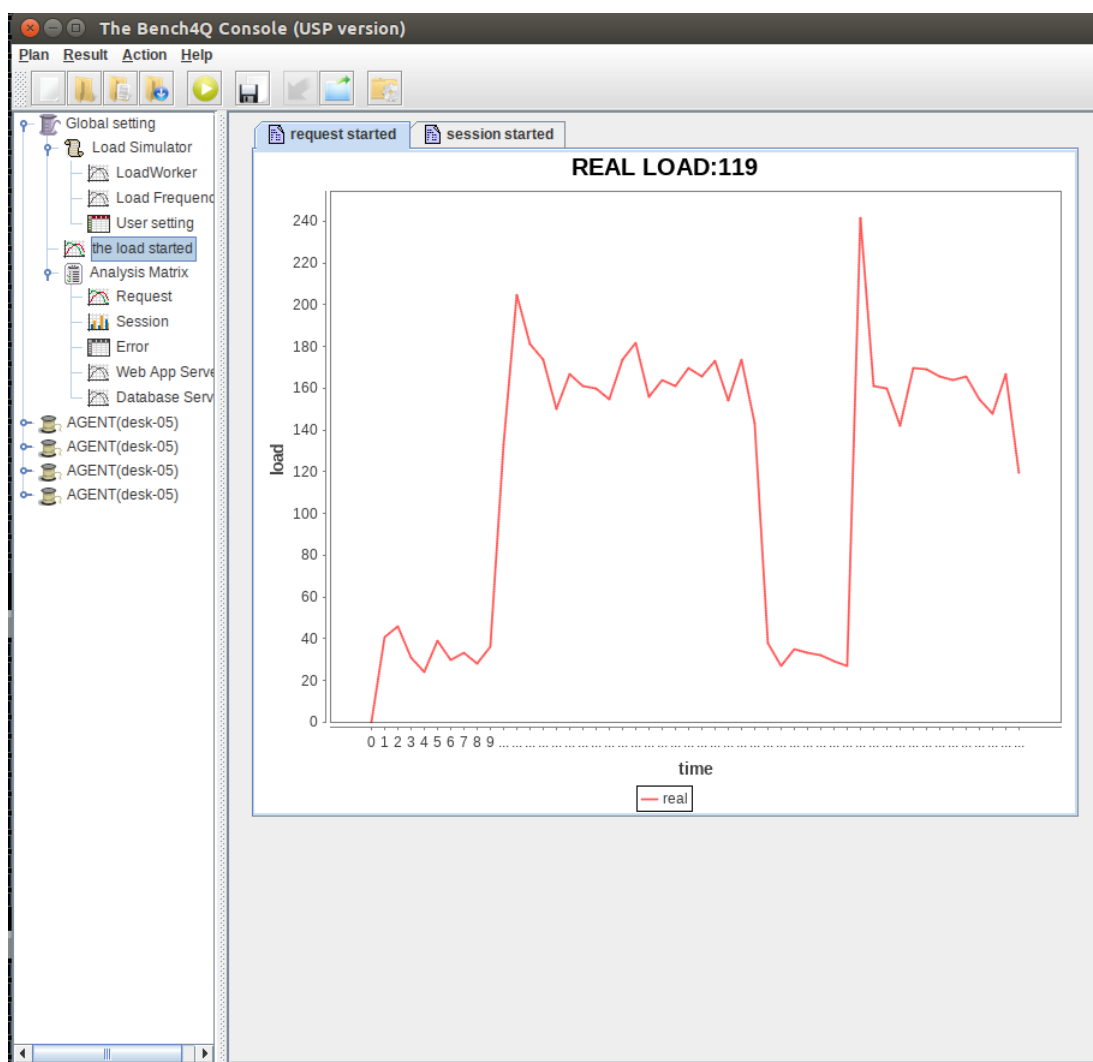 The Bench4Q Console (USP version)
Plan Result Action Help
Global setting
Load Simulator
LoadWorker
Load Frequenc
User setting
the load started
Analysis Matrix
Request
Session
Error
Web App Serve
Database Serv
AGENT(desk-05)
AGENT(desk-05)
AGENT(desk-05)
AGENT(desk-05)
request started
session started
REAL LOAD:119
240
220
200
180
160
140
120
100
80
60
40
20
0
load
0 1 2 3 4 5 6 7 8 9 ... ... ... ... ... ... ... ... ... ... ... ... ... ... ... ... ... ... ... ... ... ... ... ... ... ... ... ... ... ... ... ... ... ... ... ... ... ... ... ...
time
real